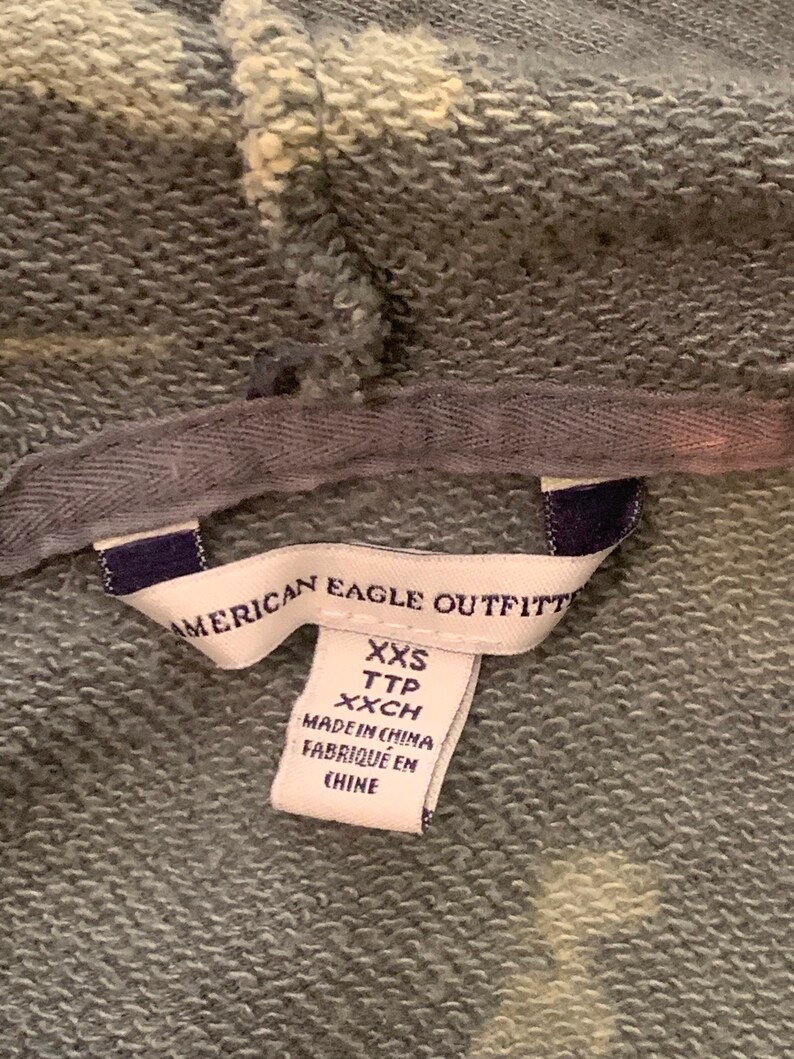 AMERICAN EAGLE OUTFITT
XXS
TTP
XXCH
MADE IN CHINA
FABRIQUÉ EN
CHINE